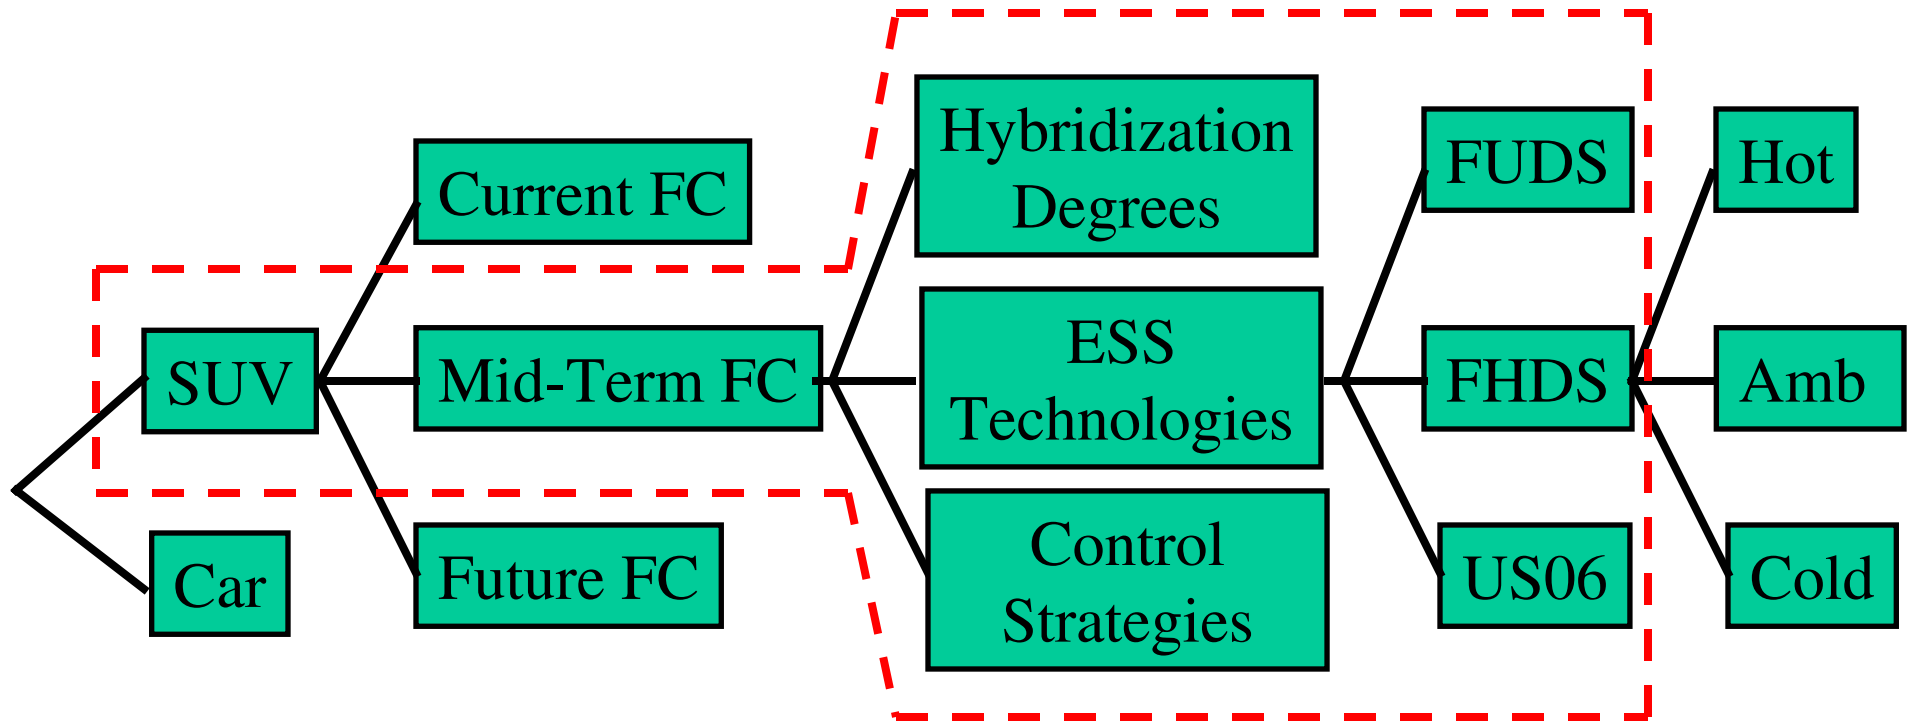 SUV
Car
Current FC
Mid-Term FC
Future FC
Hybridization
Degrees
ESS
Technologies
Control
Strategies
FUDS
FHDS
US06
Hot
Amb
Cold